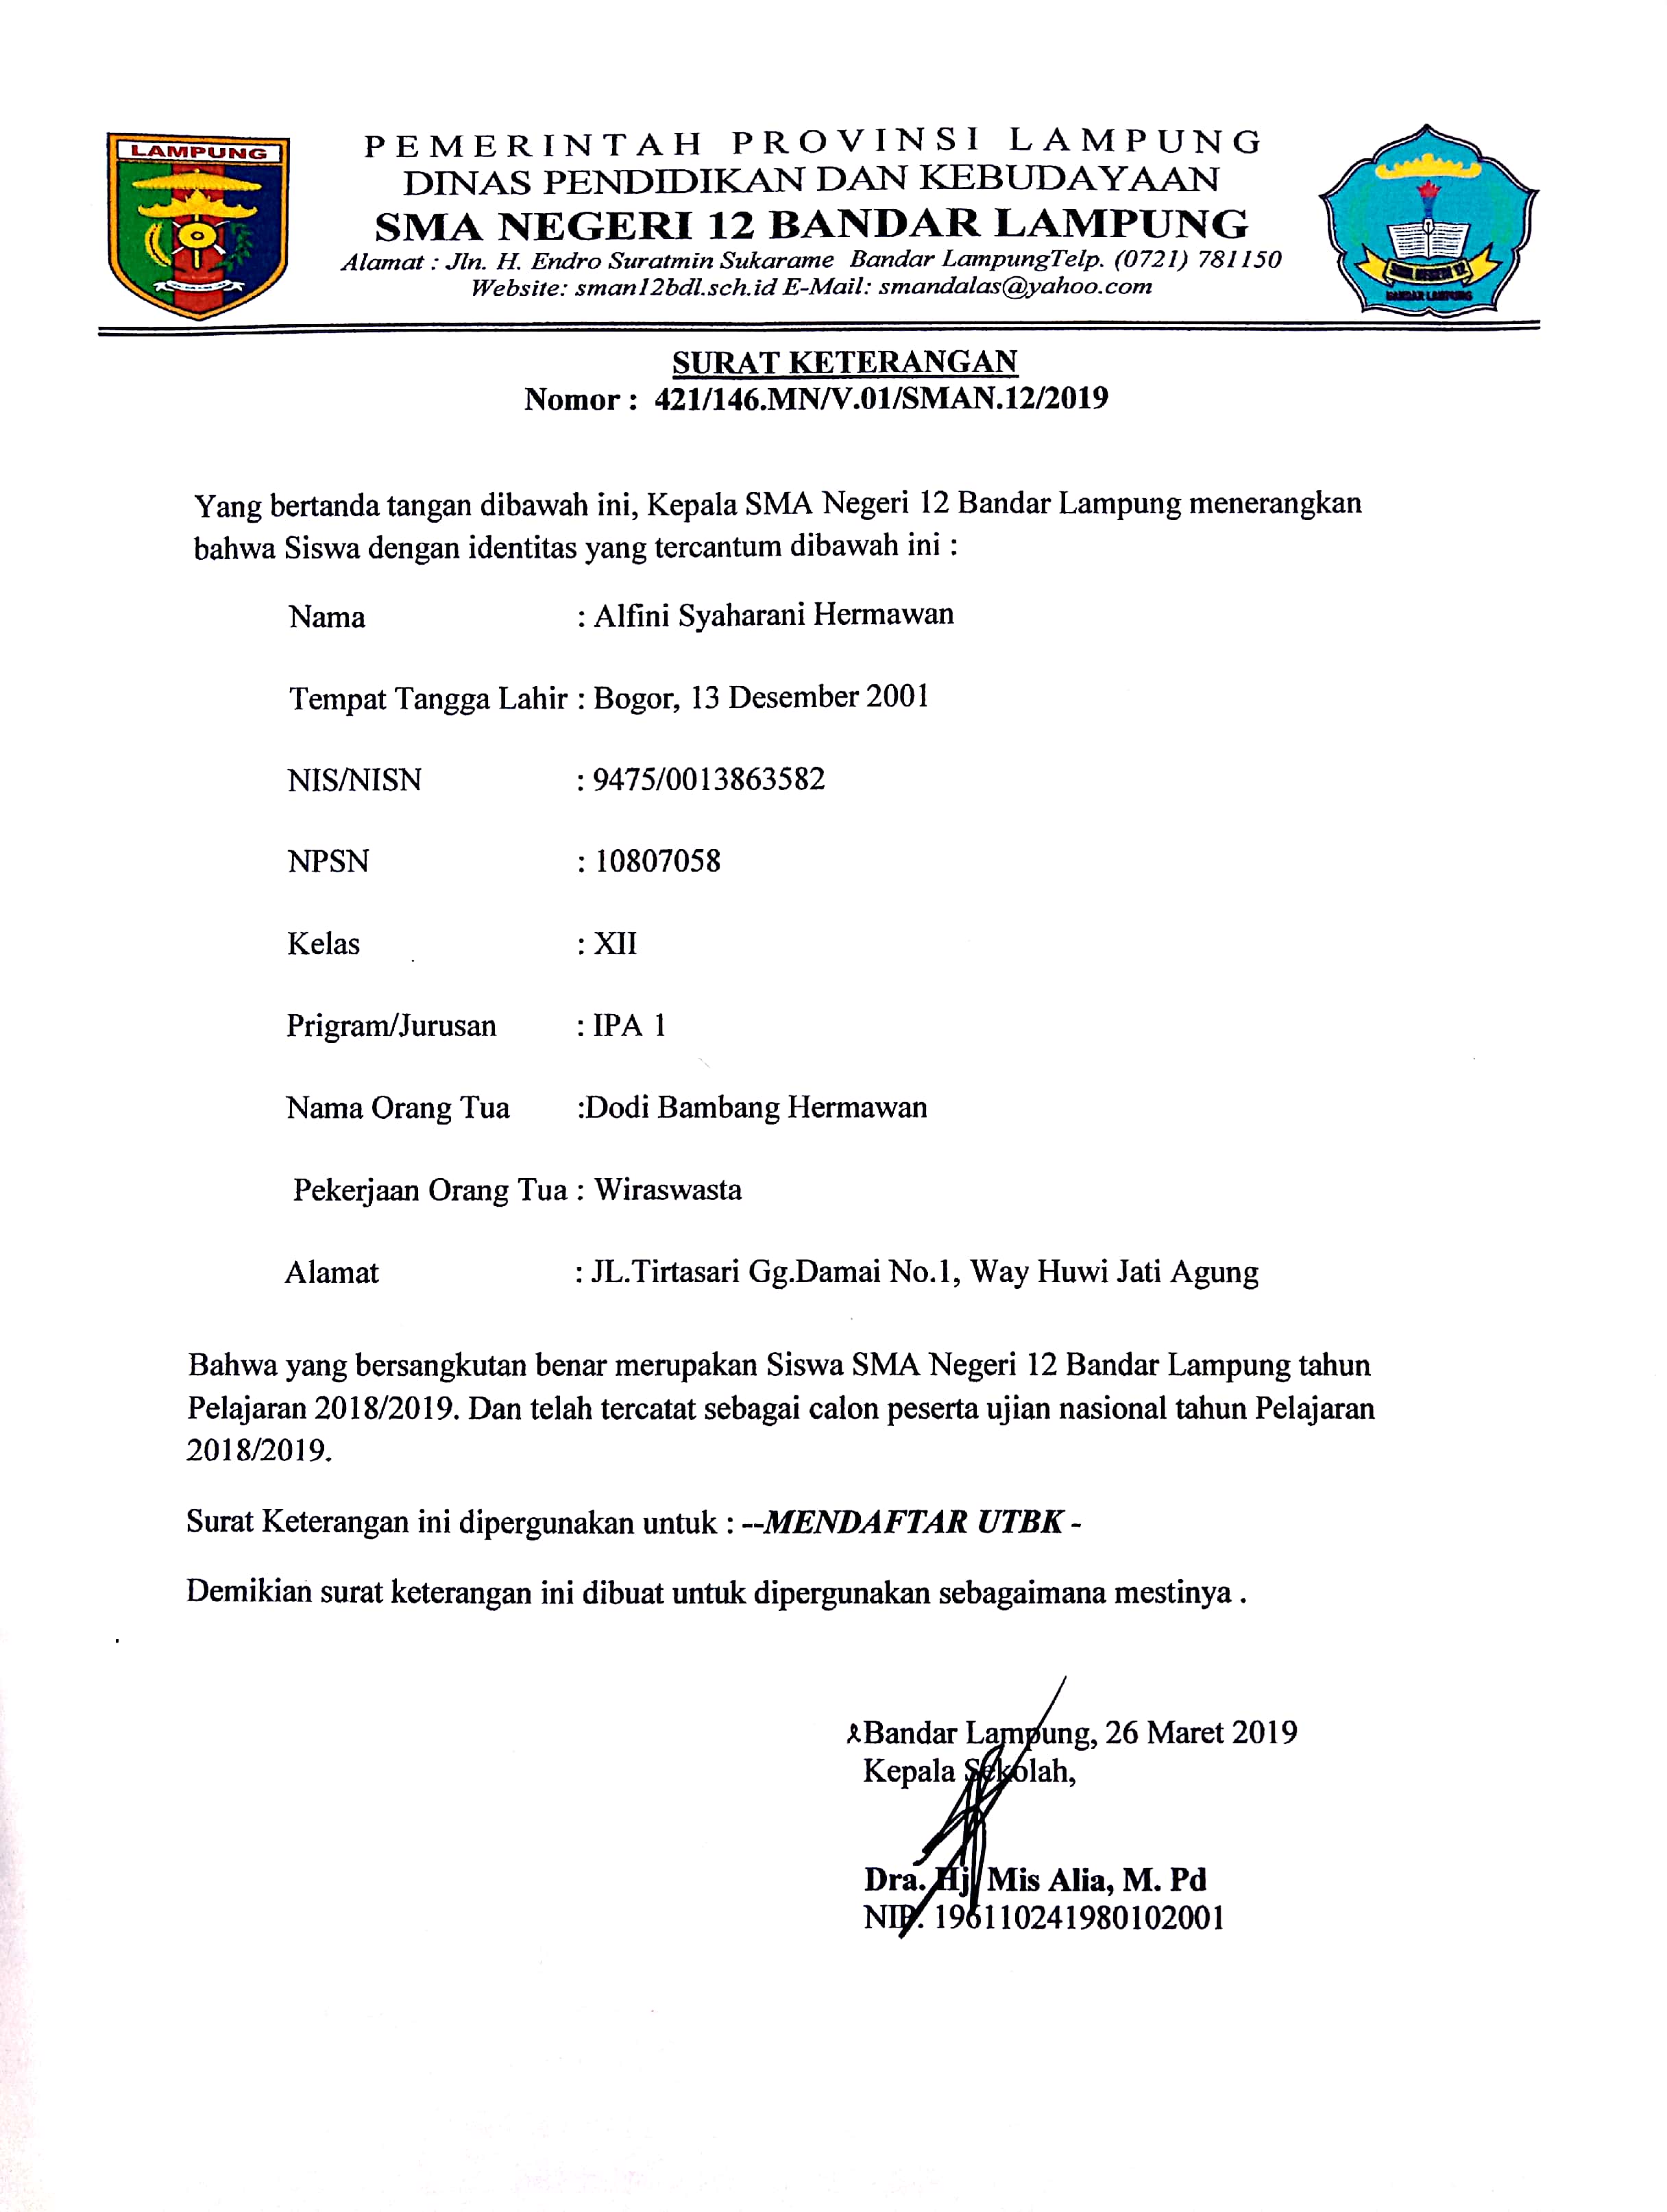 LAMPUNG
PEMERINTAH PROVINSI LAMPUNG
DINAS PENDIDIKAN DAN KEBUDAYAAN
SMA NEGERI 12 BANDAR LAMPUNG
Alamat : Jln. H. Endro Suratmin Sukarame Bandar LampungTelp. (0721) 781150
Website: sman12bdl.sch.id E-Mail: smandalas@yahoo.com
SMA NEGERI 12
BANDAR LAMPUNG
SURAT KETERANGAN
Nomor : 421/146.MN/V.01/SMAN.12/2019
Yang bertanda tangan dibawah ini, Kepala SMA Negeri 12 Bandar Lampung menerangkan
bahwa Siswa dengan identitas yang tercantum dibawah ini :
Nama : Alfini Syaharani Hermawan
Tempat Tangga Lahir : Bogor, 13 Desember 2001
NIS/NISN : 9475/0013863582
NPSN : 10807058
Kelas : XII
Prigram/Jurusan : IPA 1
Nama Orang Tua :Dodi Bambang Hermawan
Pekerjaan Orang Tua : Wiraswasta
Alamat : JL.Tirtasari Gg.Damai No.1, Way Huwi Jati Agung
Bahwa yang bersangkutan benar merupakan Siswa SMA Negeri 12 Bandar Lampung tahun
Pelajaran 2018/2019. Dan telah tercatat sebagai calon peserta ujian nasional tahun Pelajaran
2018/2019.
Surat Keterangan ini dipergunakan untuk : --MENDAFTAR UTBK -
Demikian surat keterangan ini dibuat untuk dipergunakan sebagaimana mestinya .
Bandar Lampung, 26 Maret 2019
Kepala Sekolah,
Dra. Hj. Mis Alia, M. Pd
NIP. 196110241980102001